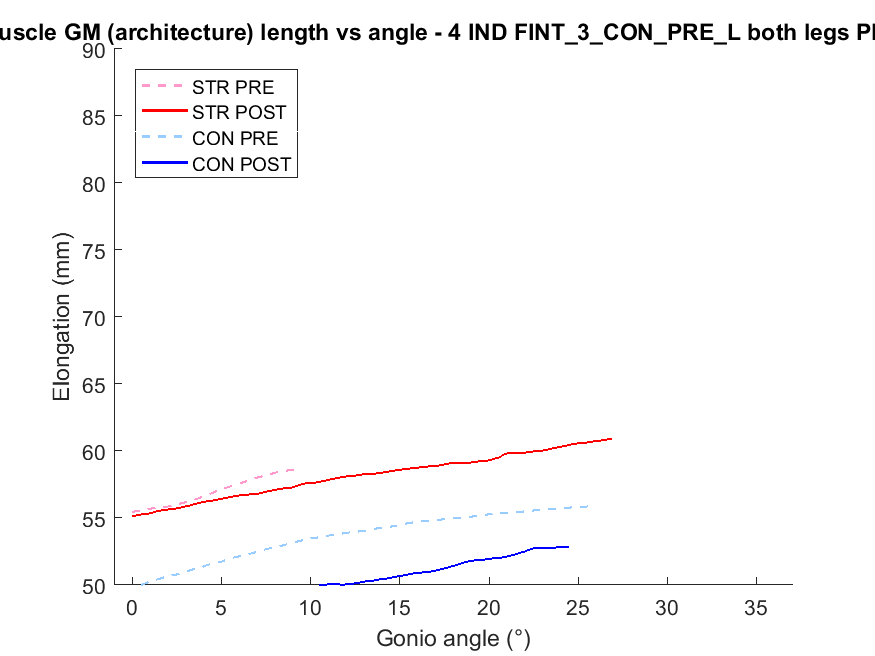 uscle GM (architecture) length vs angle - 4 IND FINT_3_CON_PRE_L both legs
90
85
80
75
70
65
60
55
50
Elongation (mm)
STR PRE
STR POST
CON PRE
CON POST
0 5 10 15 20 25 30 35
Gonio angle (°)